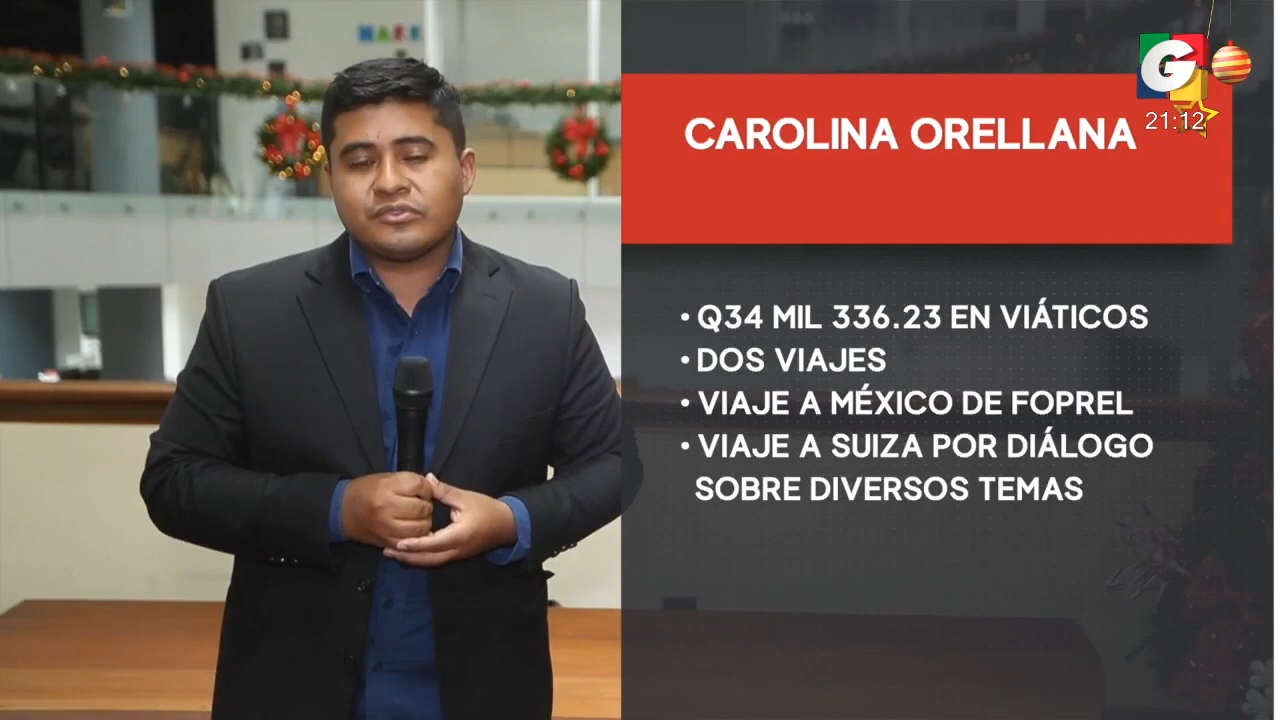 MAKE
G
21:12
CAROLINA ORELLANA
• Q34 MIL 336.23 EN VIÁTICOS
• DOS VIAJES
• VIAJE A MÉXICO DE FOPREL
• VIAJE A SUIZA POR DIÁLOGO
SOBRE DIVERSOS TEMAS